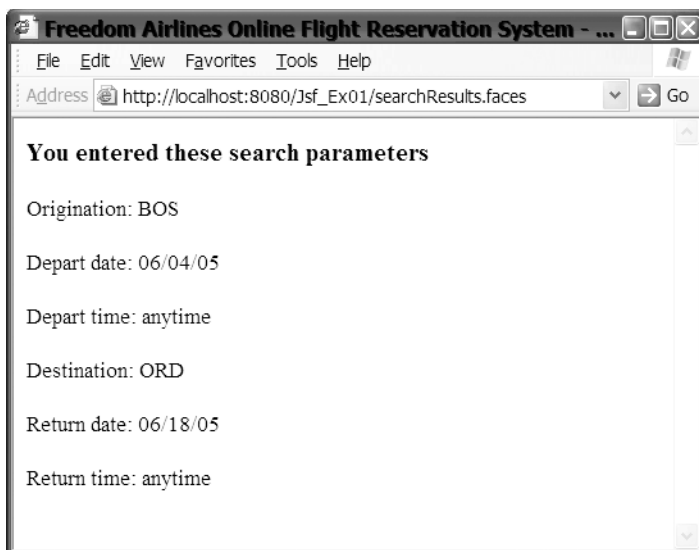 Freedom Airlines Online Flight Reservation System - ...
File Edit View Favorites Tools Help
Address http://localhost:8080/Jsf_Ex01/searchResults.faces Go
You entered these search parameters
Origination: BOS
Depart date: 06/04/05
Depart time: anytime
Destination: ORD
Return date: 06/18/05
Return time: anytime